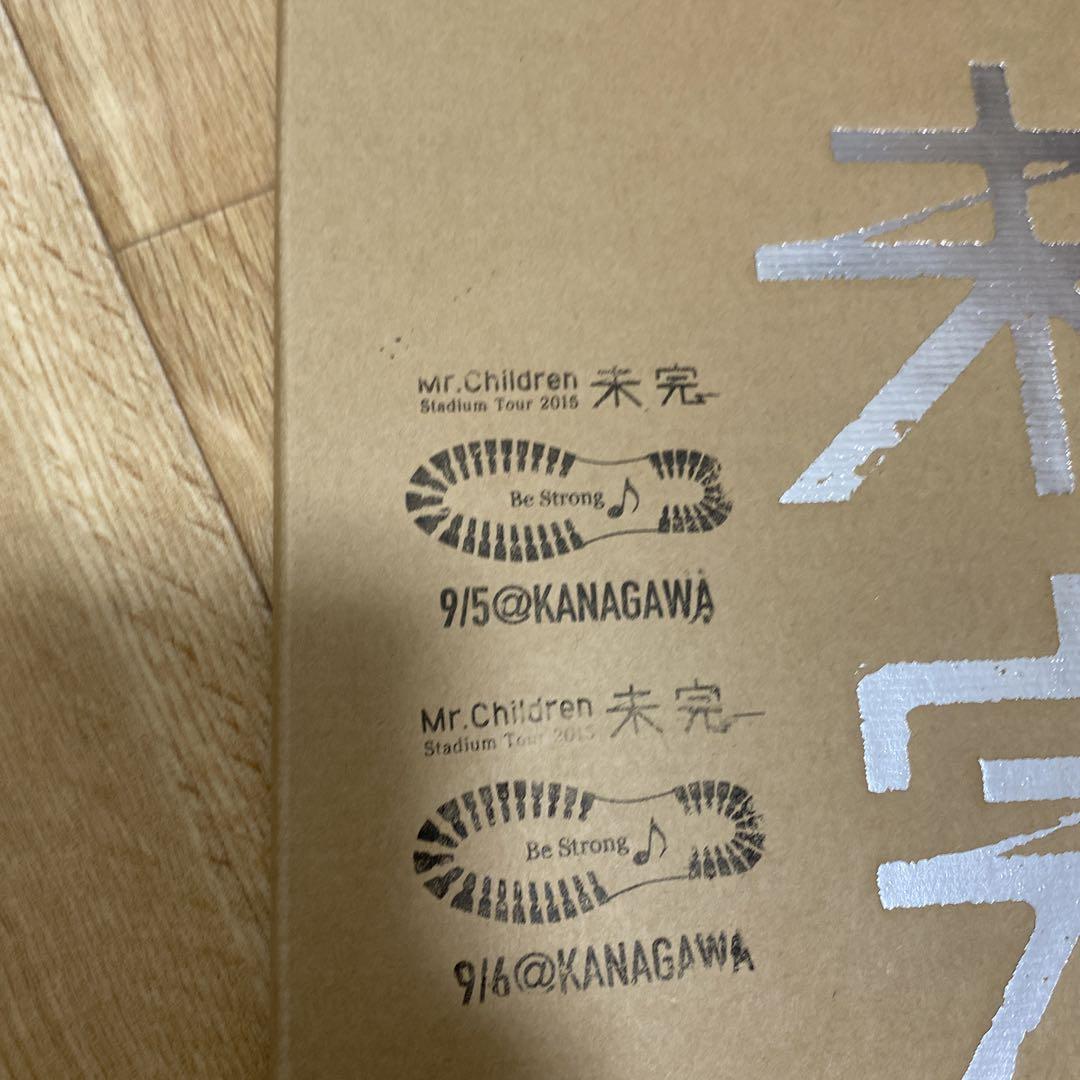 未
完
Mr.Children 未完
Stadium Tour 2015
Be Strong
9/5@KANAGAWA
Mr.Children 未完
Stadium Tour 2015
Be Strong
9/6@KANAGAWA